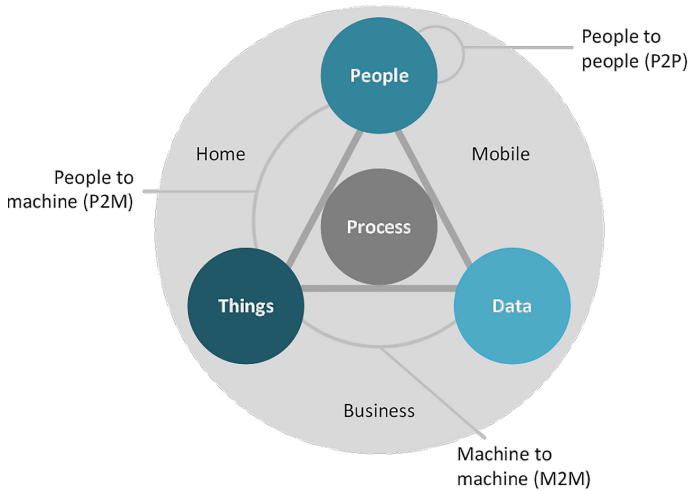 People to
people (P2P)
People
Home
Mobile
People to
machine (P2M)
Process
Things
Data
Business
Machine to
machine (M2M)